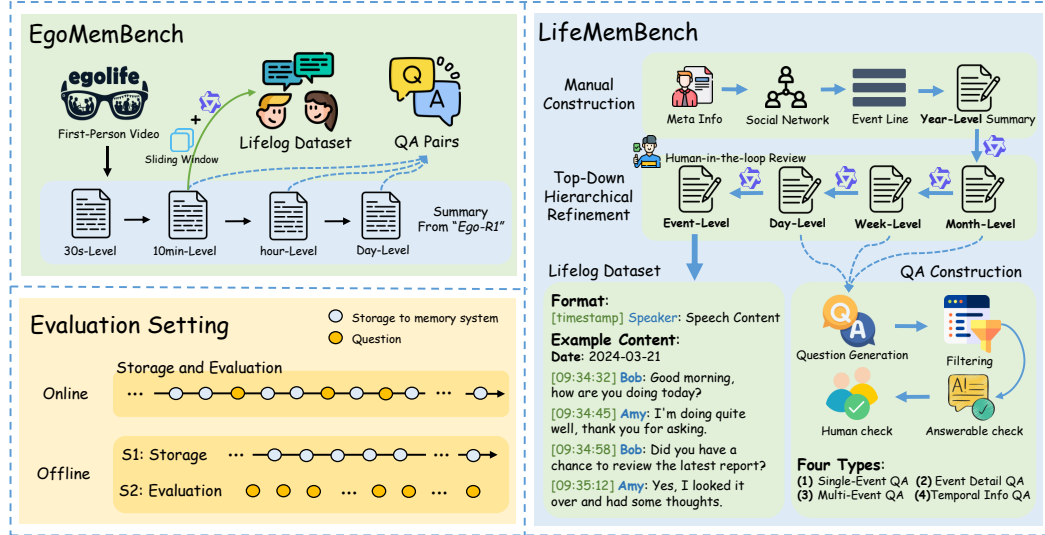 EgoMemBench
egolife
First-Person Video
+
Sliding Window
Lifelog Dataset
Q
A
QA Pairs
30s-Level
10min-Level
hour-Level
Day-Level
Summary
From “Ego-R1”
Evaluation Setting
Storage to memory system
Question
Storage and Evaluation
Online
...
...
Offline
S1: Storage
...
...
S2: Evaluation
...
...
LifeMemBench
Manual
Construction
Meta Info
Social Network
Event Line
Year-Level Summary
Human-in-the-loop Review
Top-Down
Hierarchical
Refinement
Event-Level
Day-Level
Week-Level
Month-Level
Lifelog Dataset
Format:
[timestamp] Speaker: Speech Content
Example Content:
Date: 2024-03-21
[09:34:32] Bob: Good morning,
how are you doing today?
[09:34:45] Amy: I'm doing quite
well, thank you for asking.
[09:34:58] Bob: Did you have a
chance to review the latest report?
[09:35:12] Amy: Yes, I looked it
over and had some thoughts.
QA Construction
Q
A
Question Generation
Filtering
AI
Human check
Answerable check
Four Types:
(1) Single-Event QA (2) Event Detail QA
(3) Multi-Event QA (4)Temporal Info QA